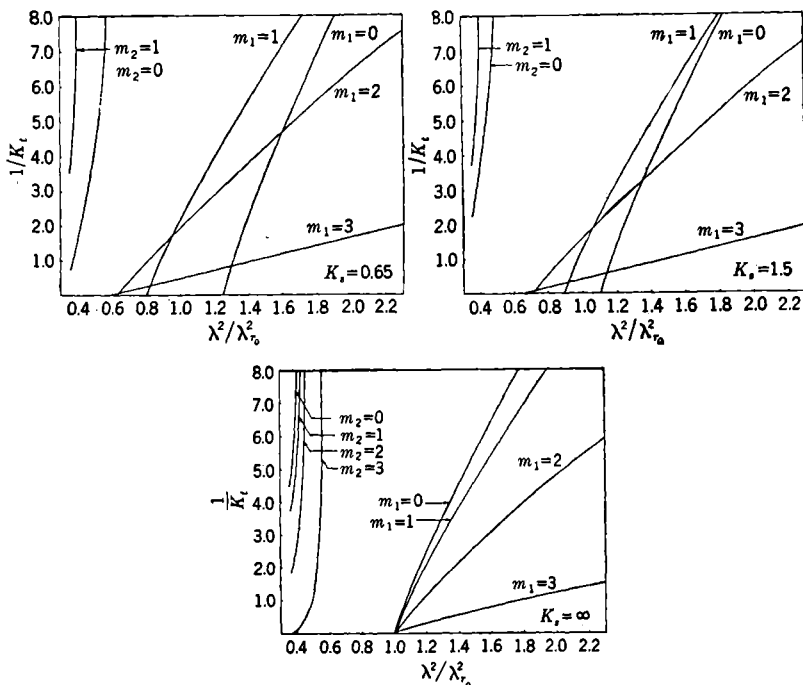 8.0
7.0
6.0
5.0
4.0
3.0
2.0
1.0
1/K_t
m_2=1
m_2=0
m_1=1
m_1=0
m_1=2
m_1=3
K_s=0.65
0.4 0.6 0.8 1.0 1.2 1.4 1.6 1.8 2.0 2.2
λ²/λ²_{r_0}
8.0
7.0
6.0
5.0
4.0
3.0
2.0
1.0
1/K_t
m_2=1
m_2=0
m_1=1
m_1=0
m_1=2
m_1=3
K_s=1.5
0.4 0.6 0.8 1.0 1.2 1.4 1.6 1.8 2.0 2.2
λ²/λ²_{r_0}
8.0
7.0
6.0
5.0
4.0
3.0
2.0
1.0
1/K_t
m_2=0
m_2=1
m_2=2
m_2=3
m_1=0
m_1=1
m_1=2
m_1=3
K_s=∞
0.4 0.6 0.8 1.0 1.2 1.4 1.6 1.8 2.0 2.2
λ²/λ²_{r_0}